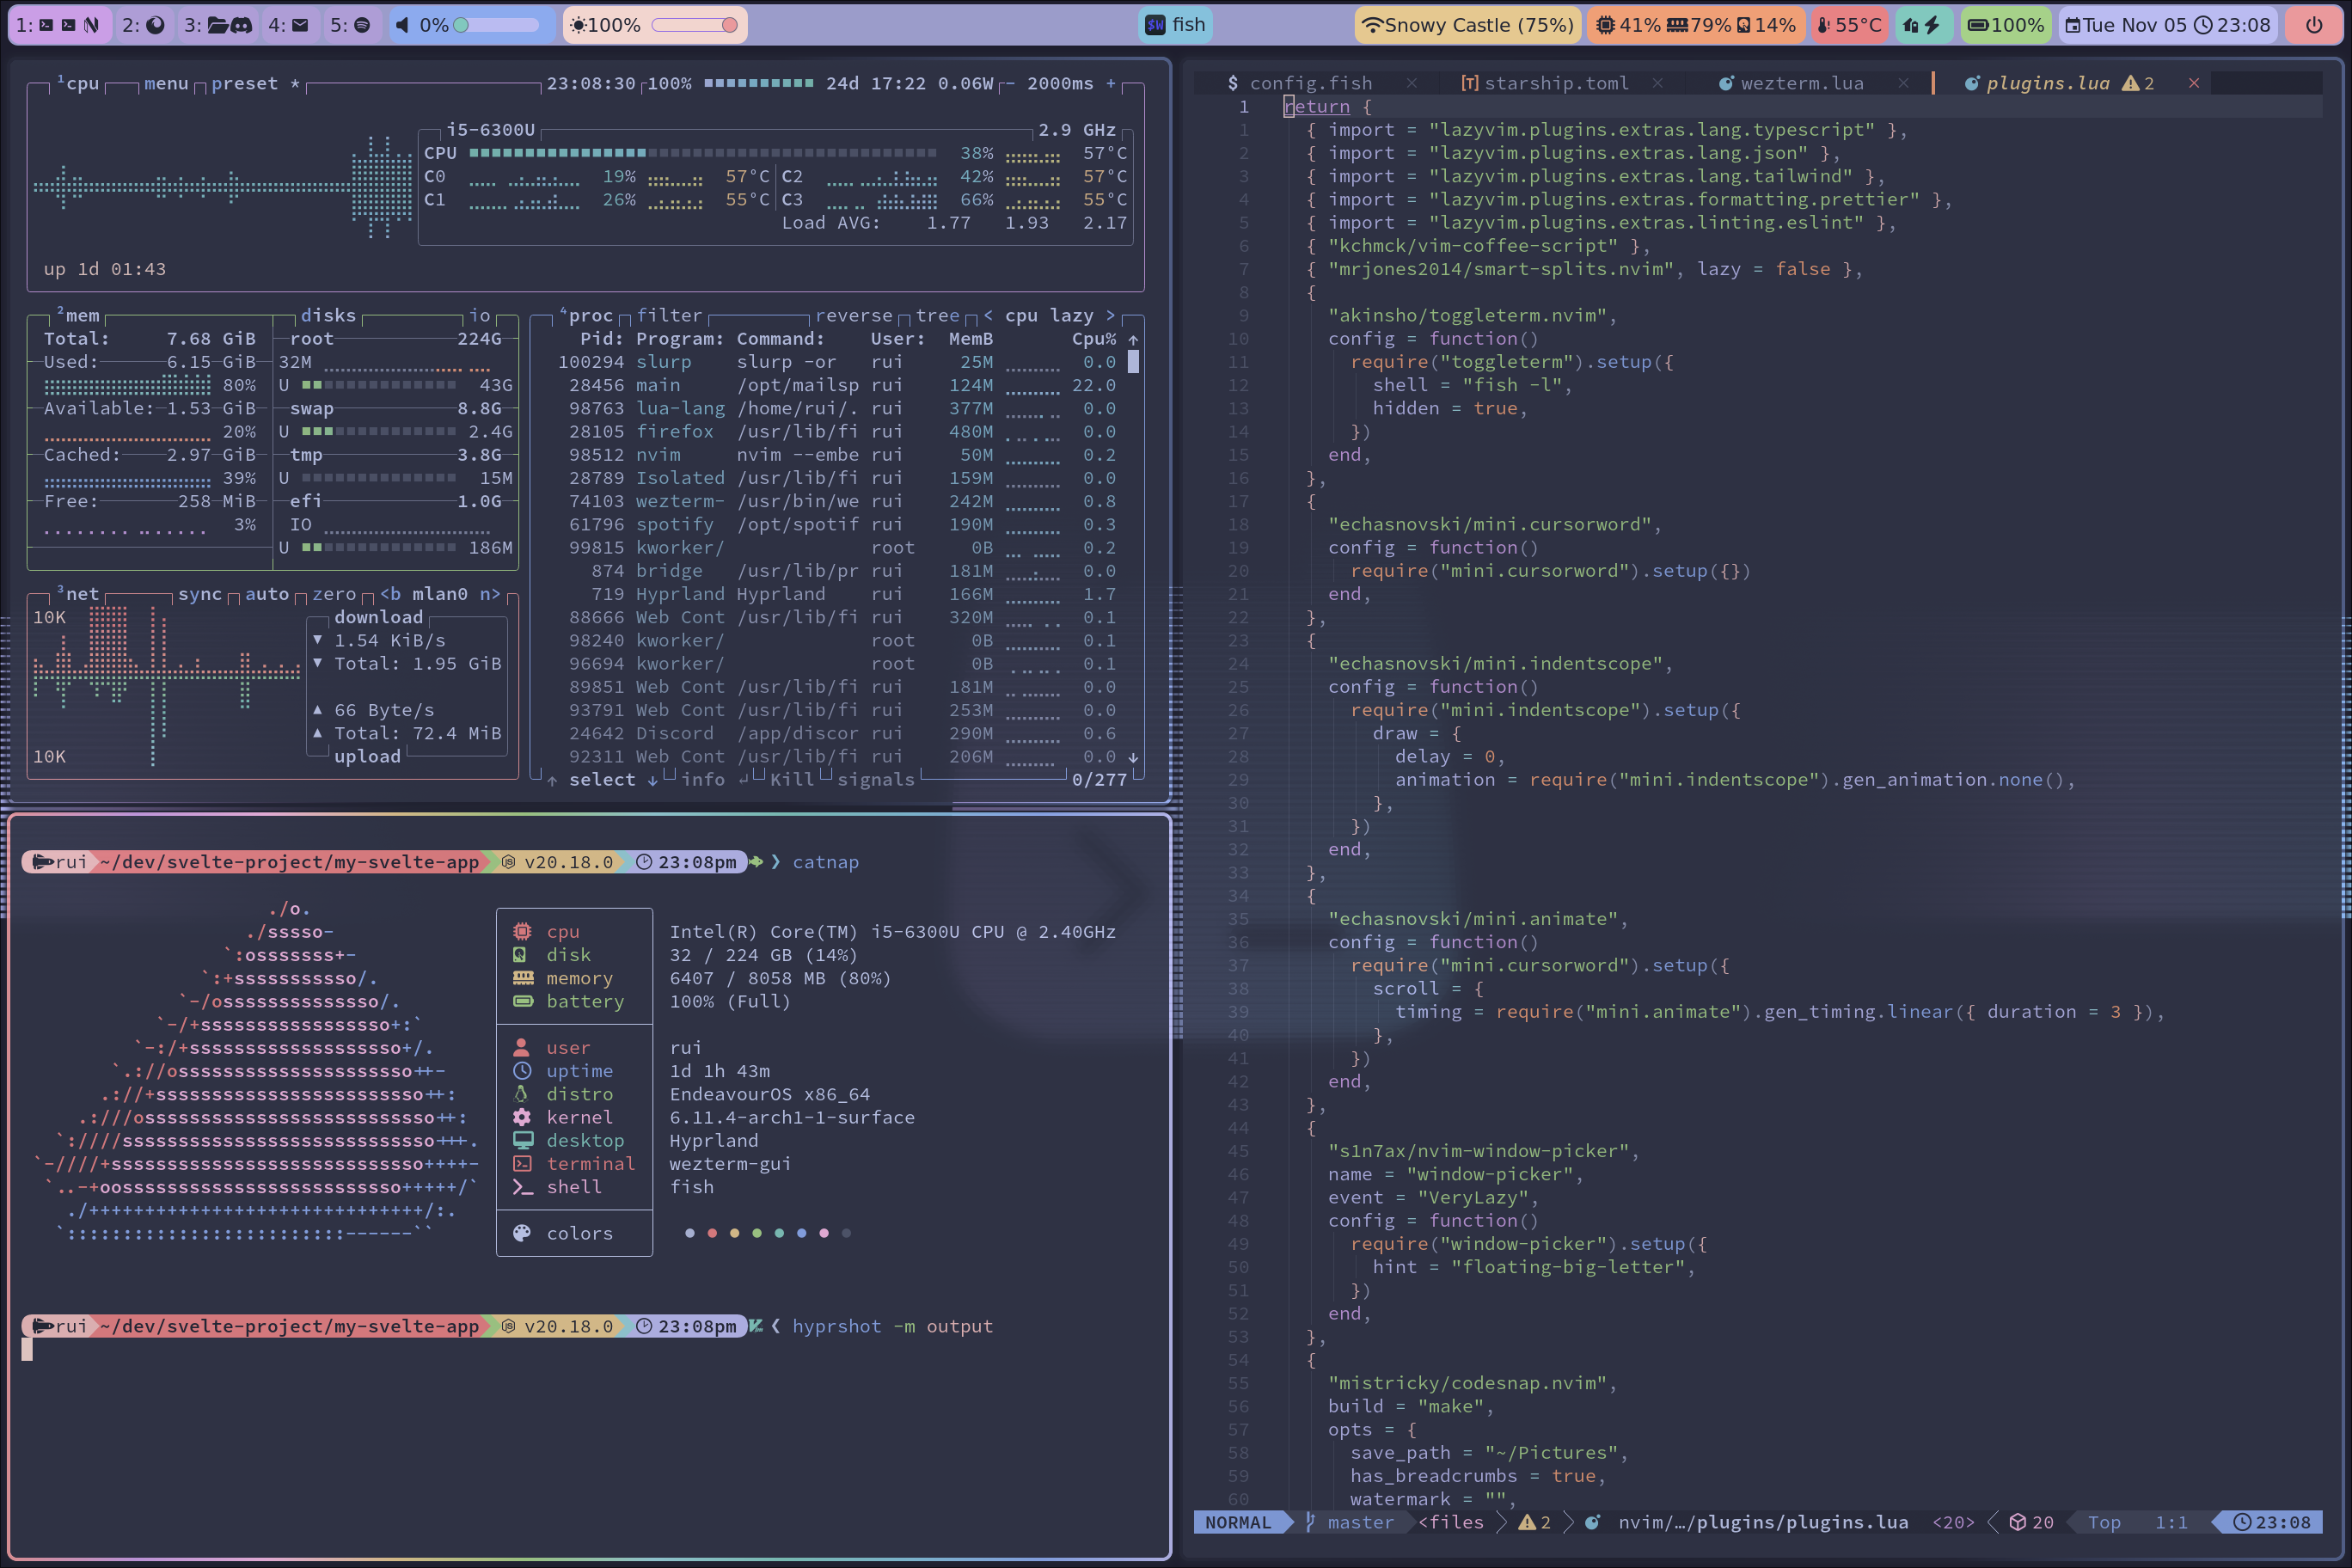 1: 2: 3: 4: 5: 0% 100% $W fish Snowy Castle (75%) 41% 79% 14% 55°C 100% Tue Nov 05 23:08
¹cpu menu preset * 23:08:30 100% 24d 17:22 0.06W - 2000ms +
i5-6300U 2.9 GHz
CPU 38% 57°C
C0 19% 57°C C2 42% 57°C
C1 26% 55°C C3 66% 55°C
Load AVG: 1.77 1.93 2.17
up 1d 01:43
²mem disks io
Total: 7.68 GiB root 224G
Used: 6.15 GiB 32M
80% U 43G
Available: 1.53 GiB swap 8.8G
20% U 2.4G
Cached: 2.97 GiB tmp 3.8G
39% U 15M
Free: 258 MiB efi 1.0G
3% IO
U 186M
³net sync auto zero <b mlan0 n>
10K download
▼ 1.54 KiB/s
▼ Total: 1.95 GiB
▲ 66 Byte/s
▲ Total: 72.4 MiB
10K upload
⁴proc filter reverse tree < cpu lazy >
Pid: Program: Command: User: MemB Cpu% ↑
100294 slurp slurp -or rui 25M 0.0
28456 main /opt/mailsp rui 124M 22.0
98763 lua-lang /home/rui/. rui 377M 0.0
28105 firefox /usr/lib/fi rui 480M 0.0
98512 nvim nvim --embe rui 50M 0.2
28789 Isolated /usr/lib/fi rui 159M 0.0
74103 wezterm- /usr/bin/we rui 242M 0.8
61796 spotify /opt/spotif rui 190M 0.3
99815 kworker/ root 0B 0.2
874 bridge /usr/lib/pr rui 181M 0.0
719 Hyprland Hyprland rui 166M 1.7
88666 Web Cont /usr/lib/fi rui 320M 0.1
98240 kworker/ root 0B 0.1
96694 kworker/ root 0B 0.1
89851 Web Cont /usr/lib/fi rui 181M 0.0
93791 Web Cont /usr/lib/fi rui 253M 0.0
24642 Discord /app/discor rui 290M 0.6
92311 Web Cont /usr/lib/fi rui 206M 0.0 ↓
↑ select ↓ info ↵ Kill signals 0/277
rui ~/dev/svelte-project/my-svelte-app v20.18.0 23:08pm ❯ catnap
./o.
./sssso-
`:osssssss+-
`:+sssssssssso/.
`-/ossssssssssssso/.
`-/+sssssssssssssssso+:`
`-:/+sssssssssssssssssso+/.
`.://osssssssssssssssssssso++-
.://+ssssssssssssssssssssssso++:
.:///ossssssssssssssssssssssssso++:
`:////ssssssssssssssssssssssssssso+++.
`-////+ssssssssssssssssssssssssssso++++-
`..-+oosssssssssssssssssssssssso+++++/`
./++++++++++++++++++++++++++++++/:.
`:::::::::::::::::::::::::------``
cpu Intel(R) Core(TM) i5-6300U CPU @ 2.40GHz
disk 32 / 224 GB (14%)
memory 6407 / 8058 MB (80%)
battery 100% (Full)
user rui
uptime 1d 1h 43m
distro EndeavourOS x86_64
kernel 6.11.4-arch1-1-surface
desktop Hyprland
terminal wezterm-gui
shell fish
colors
rui ~/dev/svelte-project/my-svelte-app v20.18.0 23:08pm ❮ hyprshot -m output
$ config.fish × [T] starship.toml × wezterm.lua × plugins.lua 2 ×
1 return {
1 { import = "lazyvim.plugins.extras.lang.typescript" },
2 { import = "lazyvim.plugins.extras.lang.json" },
3 { import = "lazyvim.plugins.extras.lang.tailwind" },
4 { import = "lazyvim.plugins.extras.formatting.prettier" },
5 { import = "lazyvim.plugins.extras.linting.eslint" },
6 { "kchmck/vim-coffee-script" },
7 { "mrjones2014/smart-splits.nvim", lazy = false },
8 {
9 "akinsho/toggleterm.nvim",
10 config = function()
11 require("toggleterm").setup({
12 shell = "fish -l",
13 hidden = true,
14 })
15 end,
16 },
17 {
18 "echasnovski/mini.cursorword",
19 config = function()
20 require("mini.cursorword").setup({})
21 end,
22 },
23 {
24 "echasnovski/mini.indentscope",
25 config = function()
26 require("mini.indentscope").setup({
27 draw = {
28 delay = 0,
29 animation = require("mini.indentscope").gen_animation.none(),
30 },
31 })
32 end,
33 },
34 {
35 "echasnovski/mini.animate",
36 config = function()
37 require("mini.cursorword").setup({
38 scroll = {
39 timing = require("mini.animate").gen_timing.linear({ duration = 3 }),
40 },
41 })
42 end,
43 },
44 {
45 "s1n7ax/nvim-window-picker",
46 name = "window-picker",
47 event = "VeryLazy",
48 config = function()
49 require("window-picker").setup({
50 hint = "floating-big-letter",
51 })
52 end,
53 },
54 {
55 "mistricky/codesnap.nvim",
56 build = "make",
57 opts = {
58 save_path = "~/Pictures",
59 has_breadcrumbs = true,
60 watermark = "",
NORMAL master <files 2 nvim/…/plugins/plugins.lua <20> 20 Top 1:1 23:08